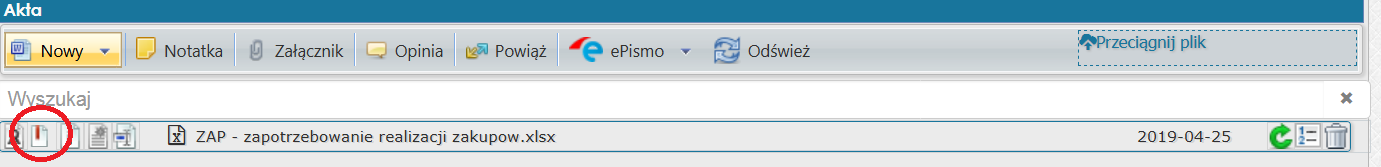 Akta
Nowy Notatka Załącznik Opinia Powiąż ePismo Odśwież Przeciągnij plik
Wyszukaj
ZAP - zapotrzebowanie realizacji zakupow.xlsx 2019-04-25